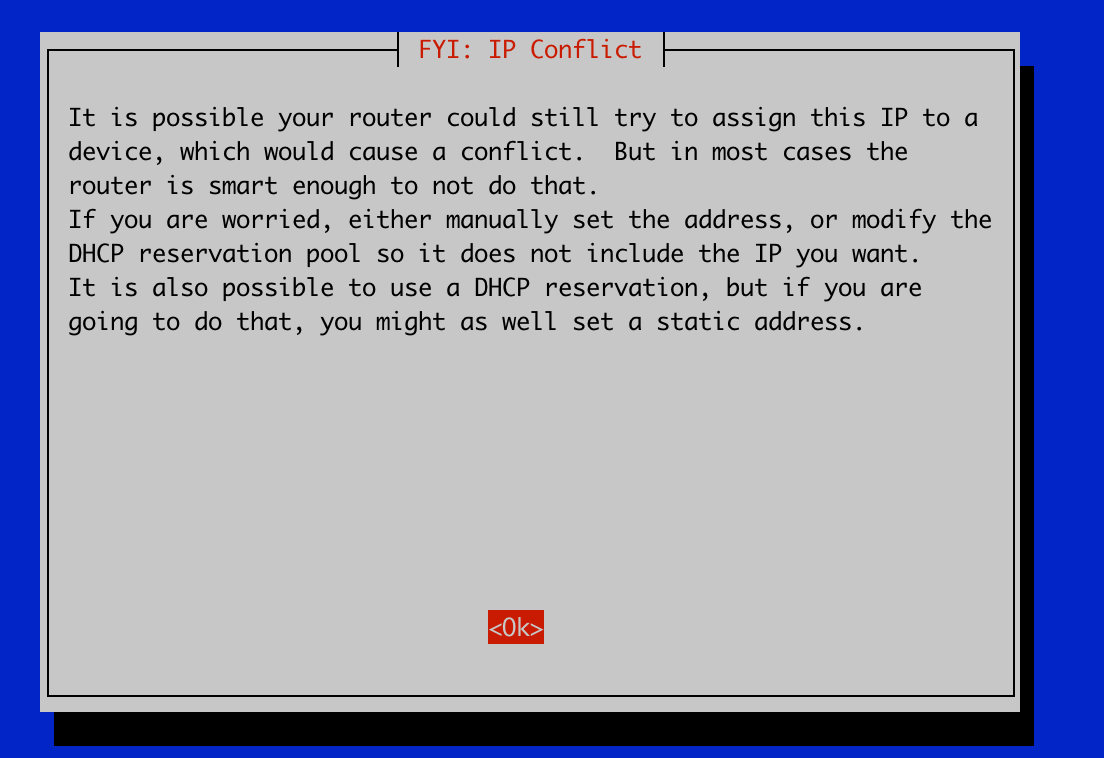 FYI: IP Conflict
It is possible your router could still try to assign this IP to a
device, which would cause a conflict.  But in most cases the
router is smart enough to not do that.
If you are worried, either manually set the address, or modify the
DHCP reservation pool so it does not include the IP you want.
It is also possible to use a DHCP reservation, but if you are
going to do that, you might as well set a static address.
<Ok>